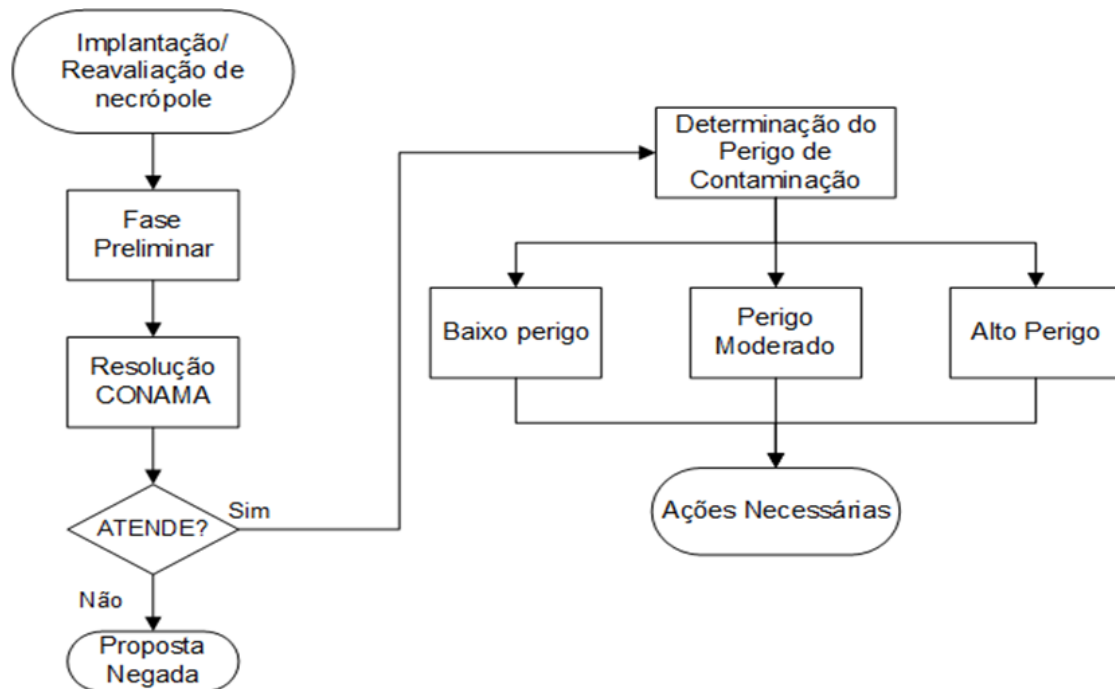 Implantação/
Reavaliação de
necrópole
Fase
Preliminar
Resolução
CONAMA
ATENDE?
Sim
Não
Proposta
Negada
Determinação do
Perigo de
Contaminação
Baixo perigo
Perigo
Moderado
Alto Perigo
Ações Necessárias